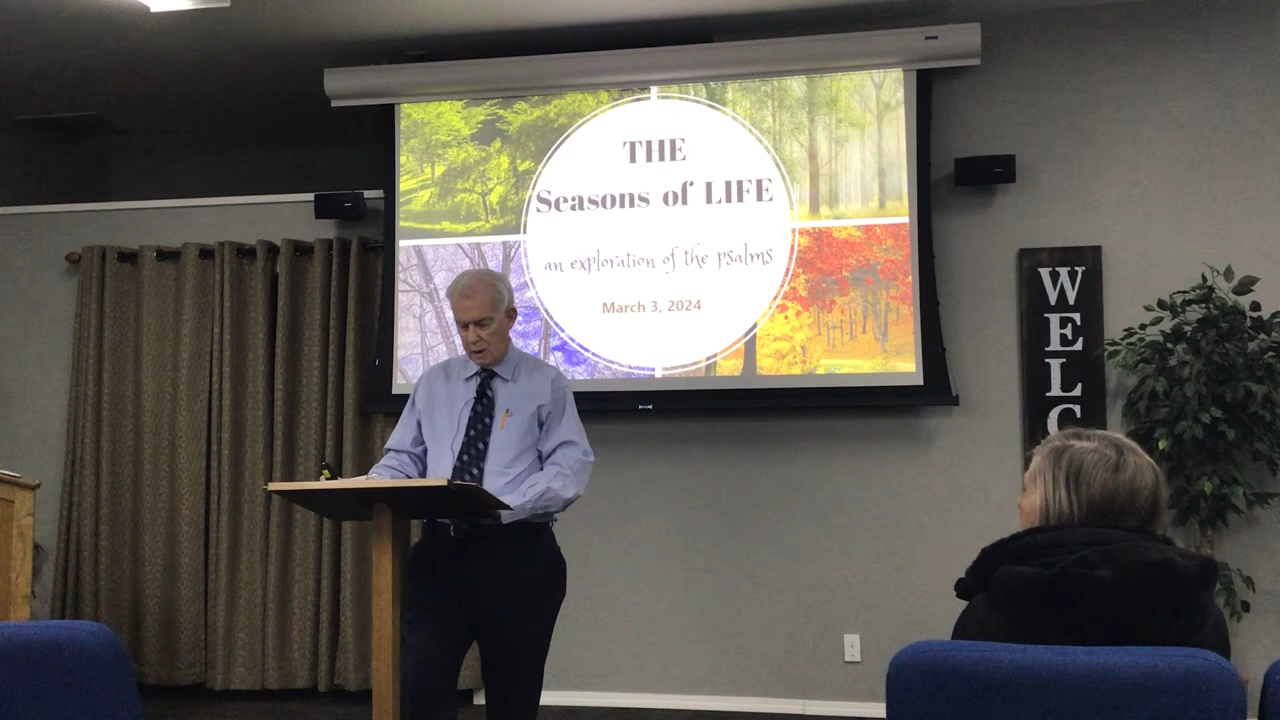 THE
Seasons of LIFE
an exploration of the psalms
March 3, 2024
WELC